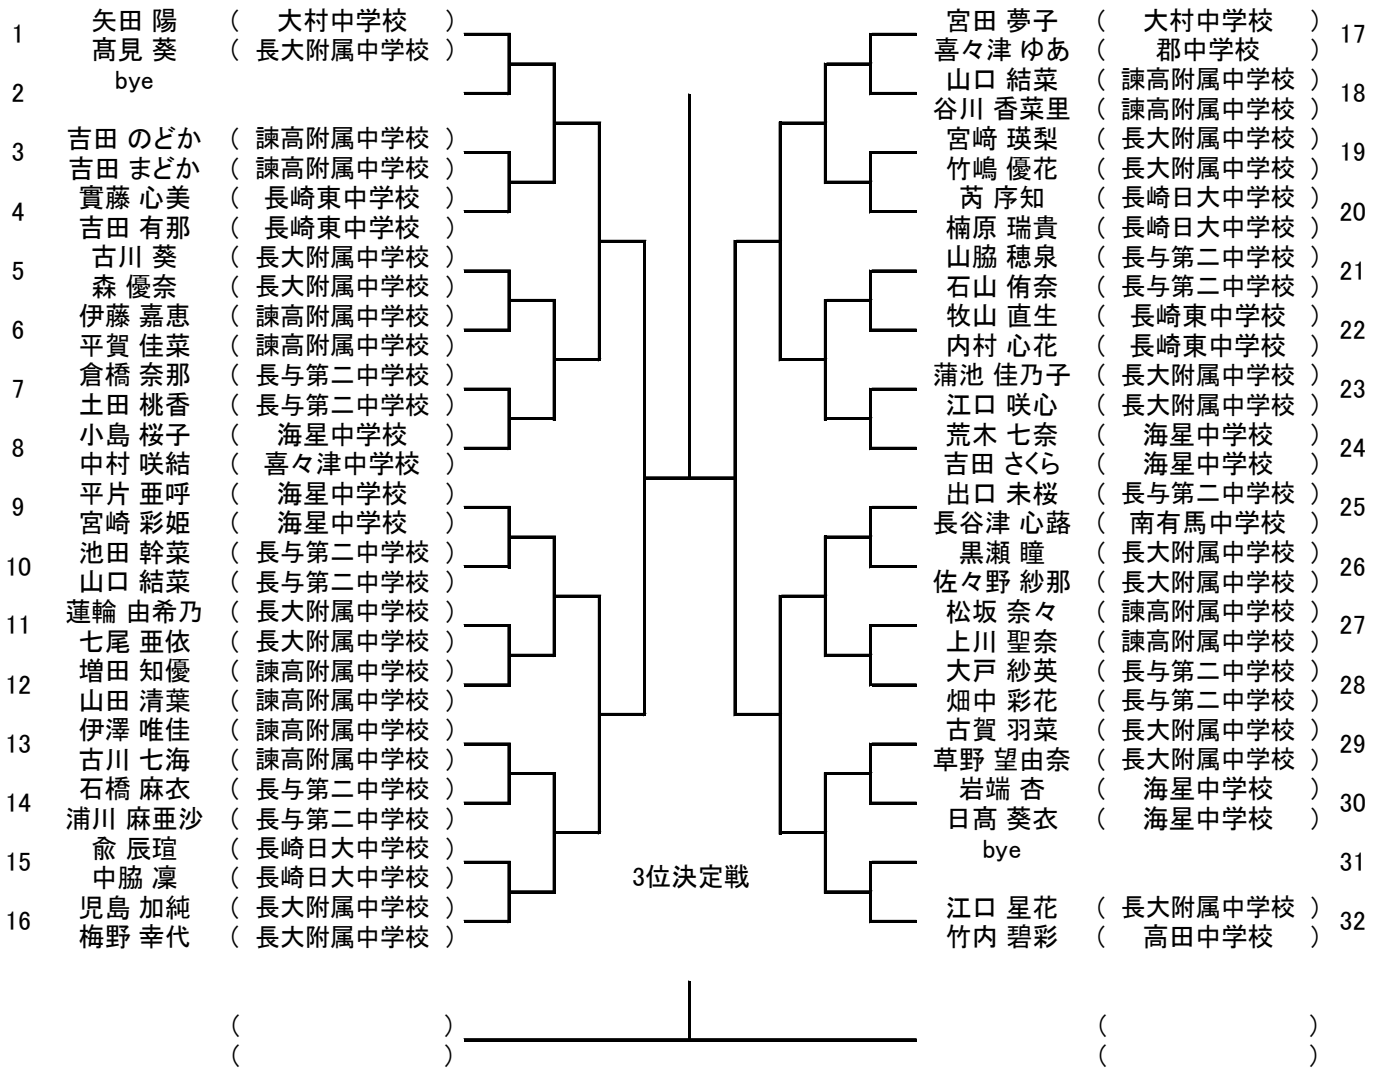 1 矢田 陽 ( 大村中学校 )
髙見 葵 ( 長大附属中学校 )
2 bye
3 吉田 のどか ( 諫高附属中学校 )
吉田 まどか ( 諫高附属中学校 )
4 實藤 心美 ( 長崎東中学校 )
吉田 有那 ( 長崎東中学校 )
5 古川 葵 ( 長大附属中学校 )
森 優奈 ( 長大附属中学校 )
6 伊藤 嘉恵 ( 諫高附属中学校 )
平賀 佳菜 ( 諫高附属中学校 )
7 倉橋 奈那 ( 長与第二中学校 )
土田 桃香 ( 長与第二中学校 )
8 小島 桜子 ( 海星中学校 )
中村 咲結 ( 喜々津中学校 )
9 平片 亜呼 ( 海星中学校 )
宮崎 彩姫 ( 海星中学校 )
10 池田 幹菜 ( 長与第二中学校 )
山口 結菜 ( 長与第二中学校 )
11 蓮輪 由希乃 ( 長大附属中学校 )
七尾 亜依 ( 長大附属中学校 )
12 増田 知優 ( 諫高附属中学校 )
山田 清葉 ( 諫高附属中学校 )
13 伊澤 唯佳 ( 諫高附属中学校 )
古川 七海 ( 諫高附属中学校 )
14 石橋 麻衣 ( 長与第二中学校 )
浦川 麻亜沙 ( 長与第二中学校 )
15 兪 辰瑄 ( 長崎日大中学校 )
中脇 凜 ( 長崎日大中学校 )
16 児島 加純 ( 長大附属中学校 )
梅野 幸代 ( 長大附属中学校 )
宮田 夢子 ( 大村中学校 ) 17
喜々津 ゆあ ( 郡中学校 )
山口 結菜 ( 諫高附属中学校 ) 18
谷川 香菜里 ( 諫高附属中学校 )
宮﨑 瑛梨 ( 長大附属中学校 ) 19
竹嶋 優花 ( 長大附属中学校 )
芮 序知 ( 長崎日大中学校 ) 20
楠原 瑞貴 ( 長崎日大中学校 )
山脇 穂泉 ( 長与第二中学校 ) 21
石山 侑奈 ( 長与第二中学校 )
牧山 直生 ( 長崎東中学校 ) 22
内村 心花 ( 長崎東中学校 )
蒲池 佳乃子 ( 長大附属中学校 ) 23
江口 咲心 ( 長大附属中学校 )
荒木 七奈 ( 海星中学校 ) 24
吉田 さくら ( 海星中学校 )
出口 未桜 ( 長与第二中学校 ) 25
長谷津 心蕗 ( 南有馬中学校 )
黒瀬 瞳 ( 長大附属中学校 ) 26
佐々野 紗那 ( 長大附属中学校 )
松坂 奈々 ( 諫高附属中学校 ) 27
上川 聖奈 ( 諫高附属中学校 )
大戸 紗英 ( 長与第二中学校 ) 28
畑中 彩花 ( 長与第二中学校 )
古賀 羽菜 ( 長大附属中学校 ) 29
草野 望由奈 ( 長大附属中学校 )
岩端 杏 ( 海星中学校 ) 30
日髙 葵衣 ( 海星中学校 )
bye 31
江口 星花 ( 長大附属中学校 ) 32
竹内 碧彩 ( 高田中学校 )
3位決定戦
( ) ( )
( ) ( )